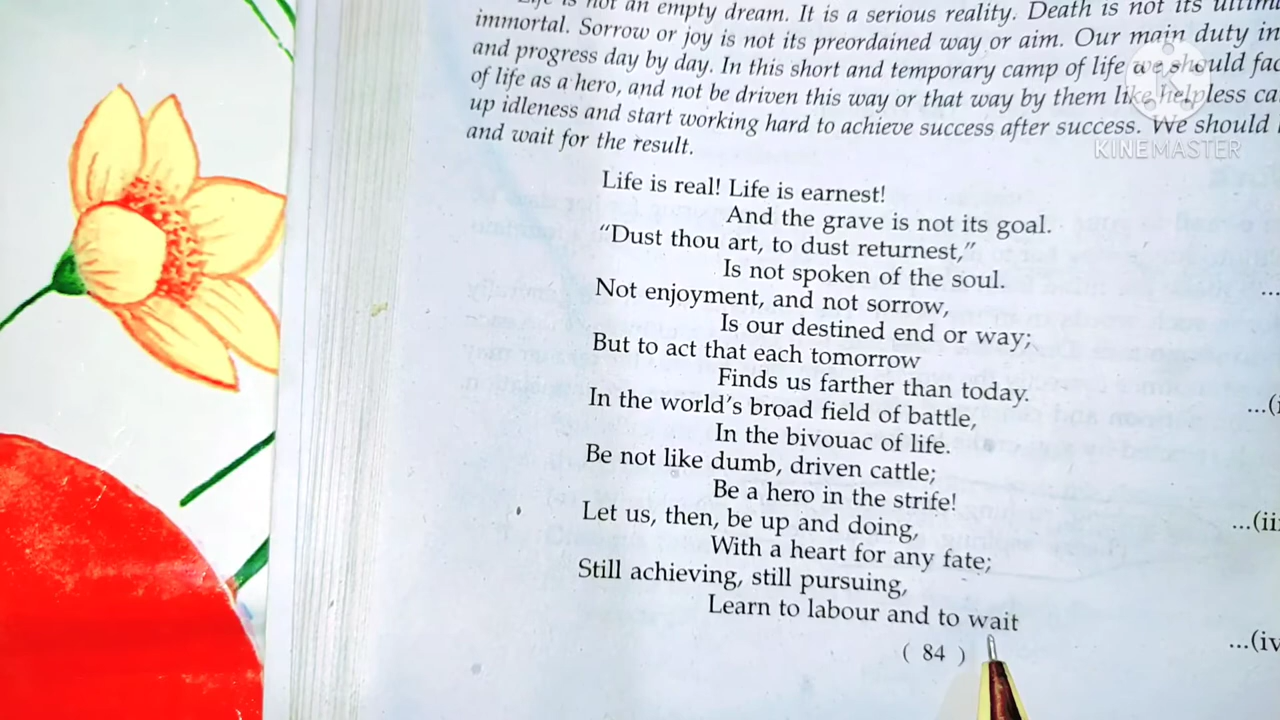 Life is not an empty dream. It is a serious reality. Death is not its
immortal. Sorrow or joy is not its preordained way or aim. Our main duty in
and progress day by day. In this short and temporary camp of life we should
of life as a hero, and not be driven this way or that way by them like helpless
up idleness and start working hard to achieve success after success. We should
and wait for the result.
KINEMASTER
Life is real! Life is earnest!
And the grave is not its goal.
“Dust thou art, to dust returnest,”
Is not spoken of the soul.
...
Not enjoyment, and not sorrow,
Is our destined end or way;
But to act that each tomorrow
Finds us farther than today.
...(i
In the world's broad field of battle,
In the bivouac of life.
Be not like dumb, driven cattle;
Be a hero in the strife!
...(ii
Let us, then, be up and doing,
With a heart for any fate;
Still achieving, still pursuing,
Learn to labour and to wait
...(iv
( 84 )